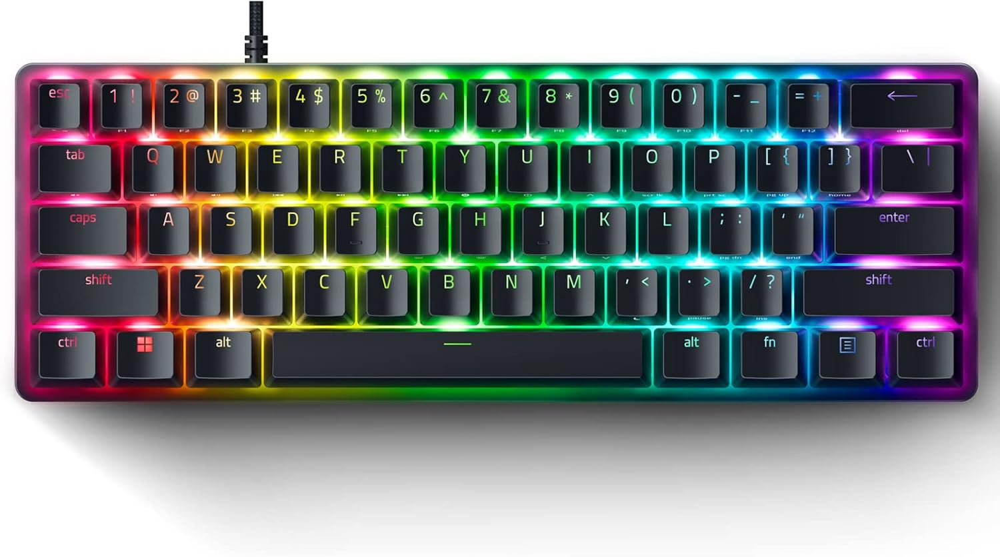 esc 1 ! 2 @ 3 # 4 $ 5 % 6 ^ 7 & 8 * 9 ( 0 ) - _ = + ←
F1 F2 F3 F4 F5 F6 F7 F8 F9 F10 F11 F12 del
tab Q W E R T Y U I O P [ { ] } \ |
scr lk prt sc pg up home
caps A S D F G H J K L ; : ' " enter
pg dn end
shift Z X C V B N M , < . > / ? shift
pause ins
ctrl alt alt fn ctrl